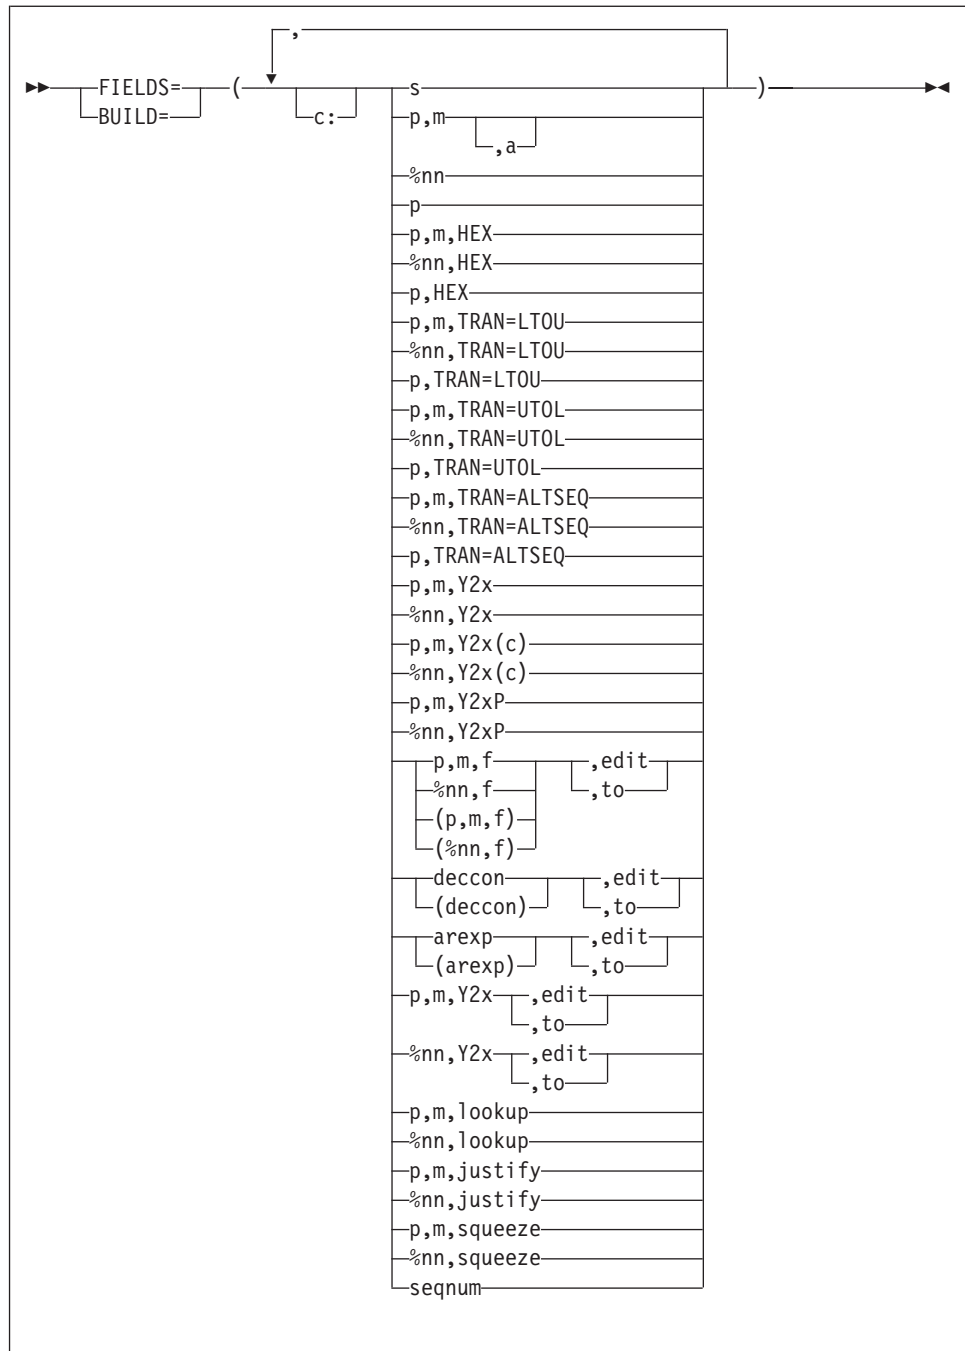 ,
FIELDS= ( s )
BUILD= c: p,m
,a
%nn
p
p,m,HEX
%nn,HEX
p,HEX
p,m,TRAN=LTOU
%nn,TRAN=LTOU
p,TRAN=LTOU
p,m,TRAN=UTOL
%nn,TRAN=UTOL
p,TRAN=UTOL
p,m,TRAN=ALTSEQ
%nn,TRAN=ALTSEQ
p,TRAN=ALTSEQ
p,m,Y2x
%nn,Y2x
p,m,Y2x(c)
%nn,Y2x(c)
p,m,Y2xP
%nn,Y2xP
p,m,f ,edit
%nn,f ,to
(p,m,f)
(%nn,f)
deccon ,edit
(deccon) ,to
arexp ,edit
(arexp) ,to
p,m,Y2x ,edit
,to
%nn,Y2x ,edit
,to
p,m,lookup
%nn,lookup
p,m,justify
%nn,justify
p,m,squeeze
%nn,squeeze
seqnum